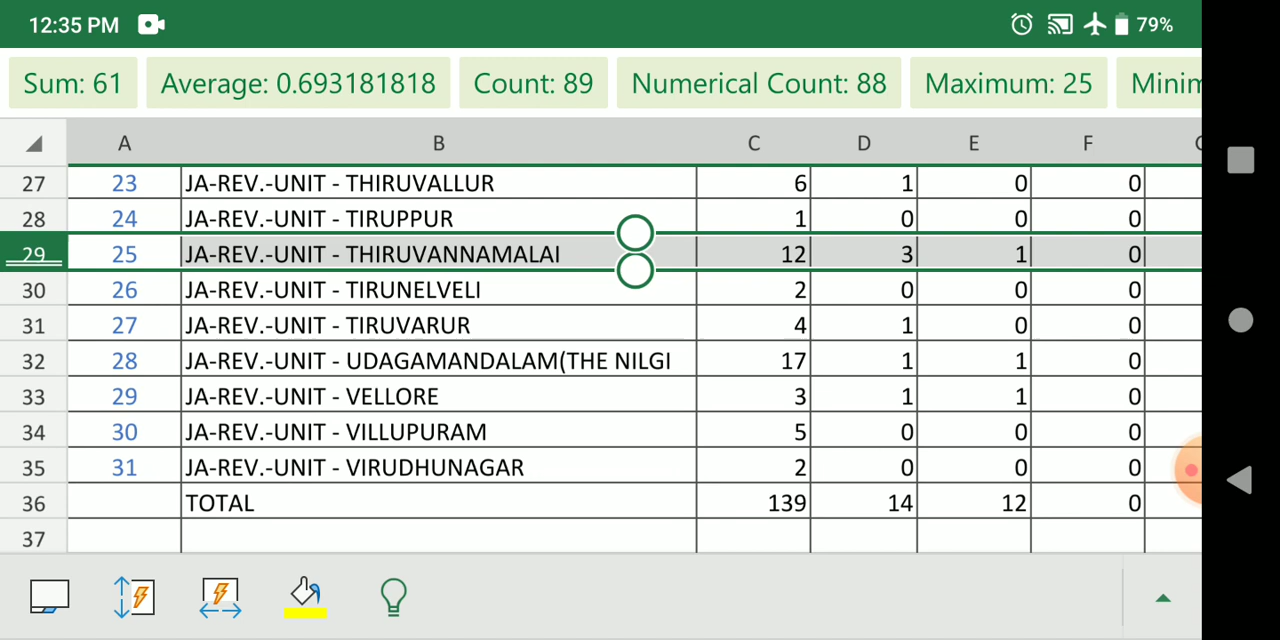 12:35 PM 79%
Sum: 61 Average: 0.693181818 Count: 89 Numerical Count: 88 Maximum: 25 Minim
A B C D E F
27 23 JA-REV.-UNIT - THIRUVALLUR 6 1 0 0
28 24 JA-REV.-UNIT - TIRUPPUR 1 0 0 0
29 25 JA-REV.-UNIT - THIRUVANNAMALAI 12 3 1 0
30 26 JA-REV.-UNIT - TIRUNELVELI 2 0 0 0
31 27 JA-REV.-UNIT - TIRUVARUR 4 1 0 0
32 28 JA-REV.-UNIT - UDAGAMANDALAM(THE NILGI 17 1 1 0
33 29 JA-REV.-UNIT - VELLORE 3 1 1 0
34 30 JA-REV.-UNIT - VILLUPURAM 5 0 0 0
35 31 JA-REV.-UNIT - VIRUDHUNAGAR 2 0 0 0
36 TOTAL 139 14 12 0
37